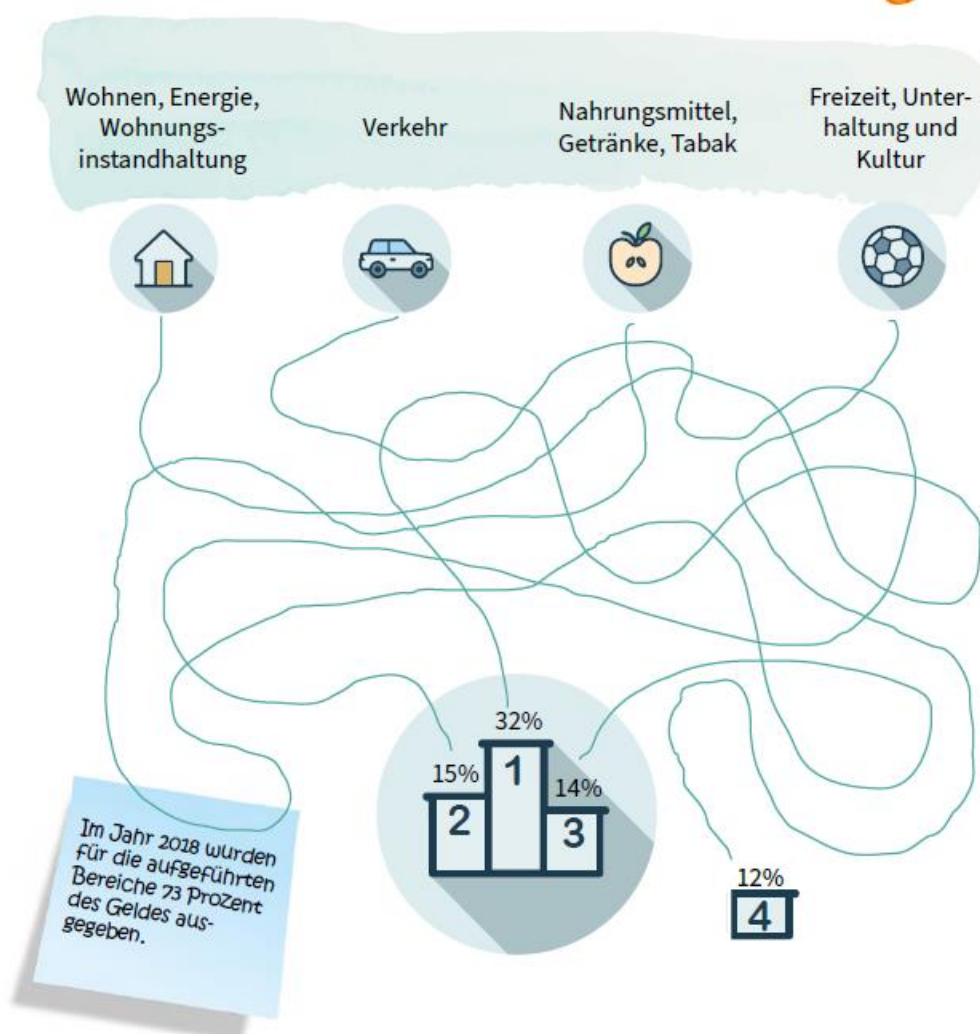 Wohnen, Energie,
Wohnungs-
instandhaltung
Verkehr
Nahrungsmittel,
Getränke, Tabak
Freizeit, Unter-
haltung und
Kultur
32%
1
15%
2
14%
3
12%
4
Im Jahr 2018 wurden
für die aufgeführten
Bereiche 73 Prozent
des Geldes aus-
gegeben.